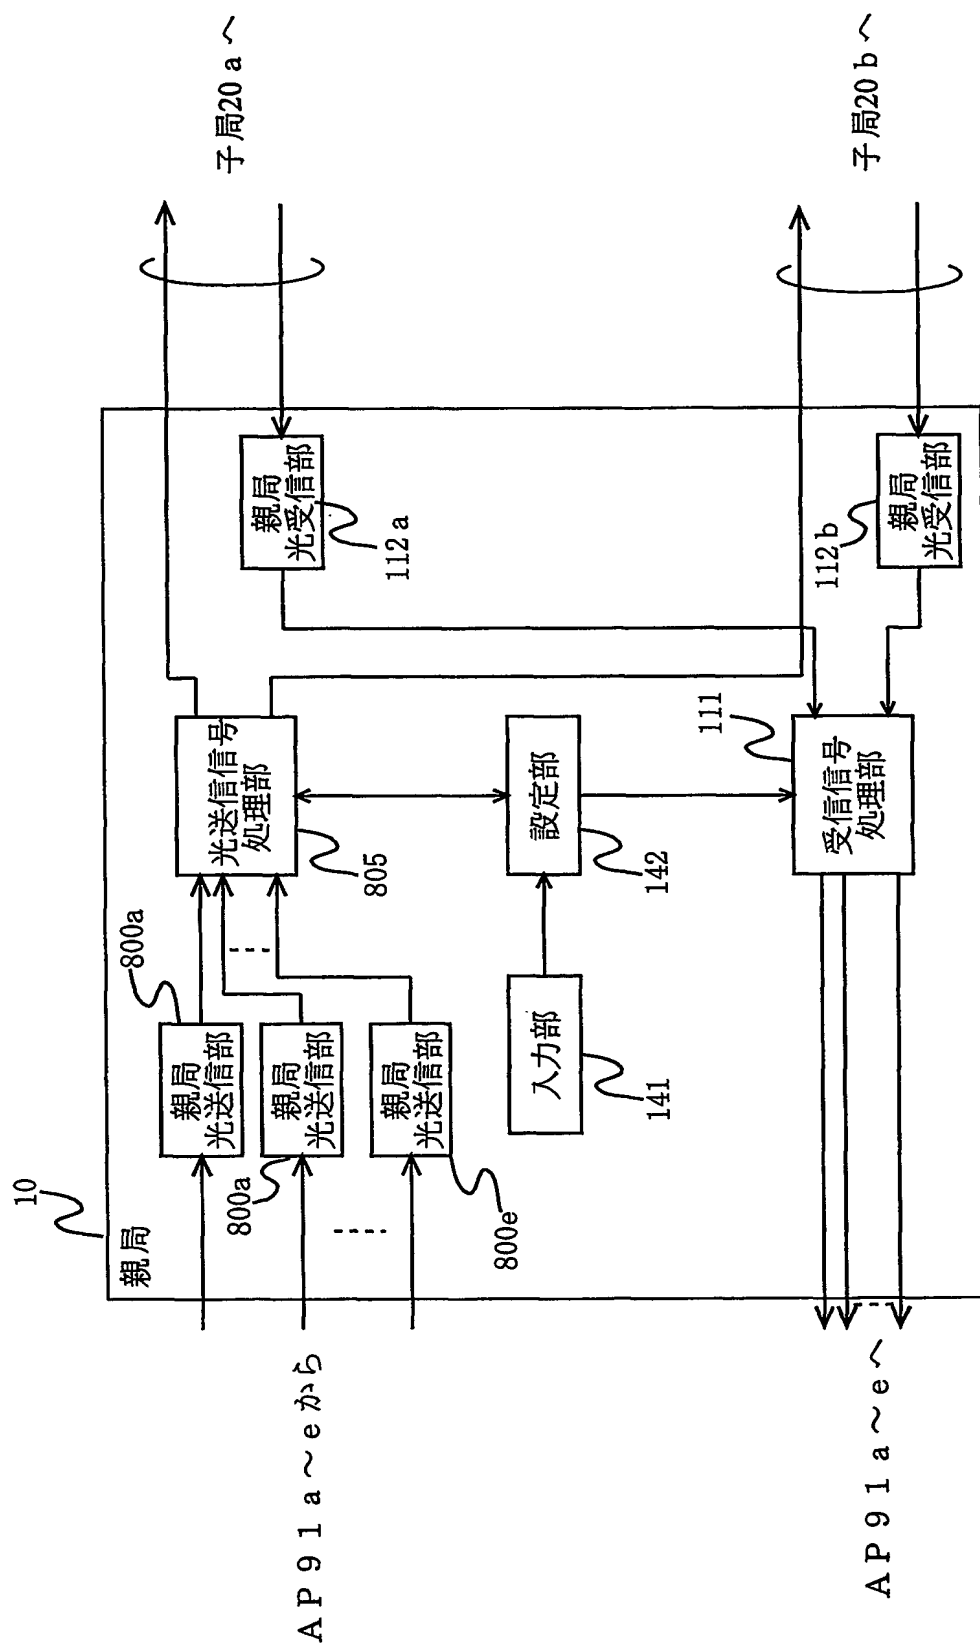 10
親局
AP91a～eから
親局
光送信部
800a
親局
光送信部
800a
親局
光送信部
800e
光送信信号
処理部
805
入力部
141
設定部
142
受信信号
処理部
111
親局
光受信部
112a
親局
光受信部
112b
子局20aへ
子局20bへ
AP91a～eへ